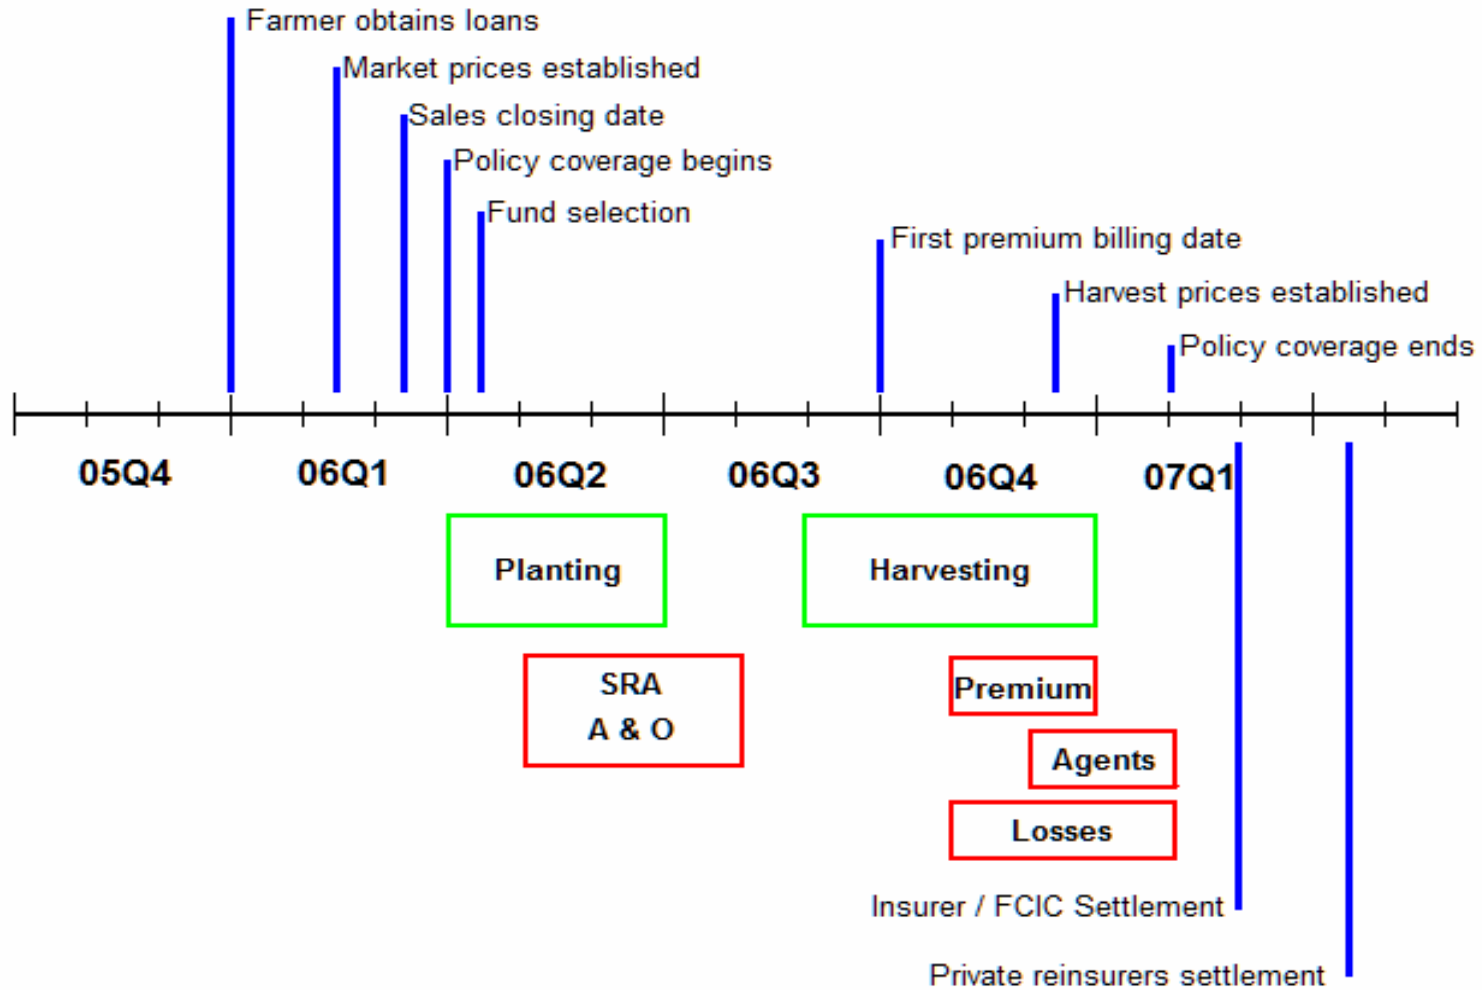 Farmer obtains loans
Market prices established
Sales closing date
Policy coverage begins
Fund selection
First premium billing date
Harvest prices established
Policy coverage ends
05Q4 06Q1 06Q2 06Q3 06Q4 07Q1
Planting Harvesting
SRA
A & O
Premium
Agents
Losses
Insurer / FCIC Settlement
Private reinsurers settlement